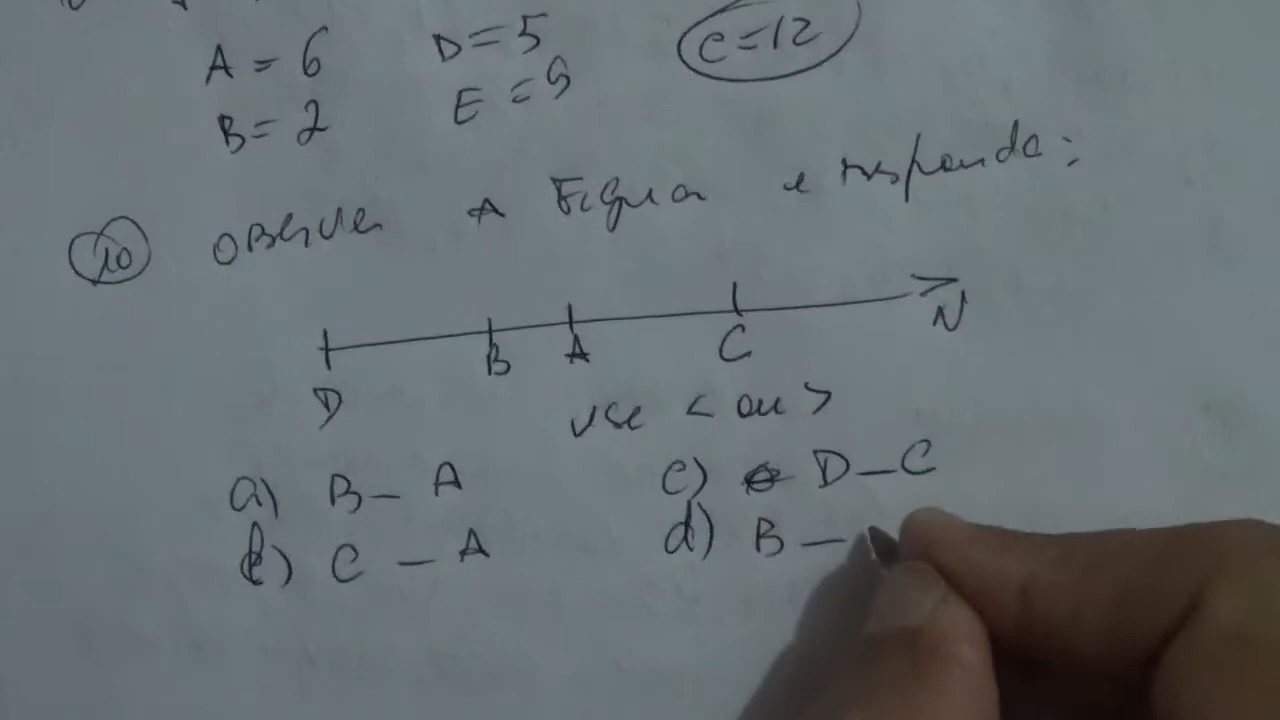 A = 6 D = 5 C = 12
B = 2 E = 9
10 OBSERVE A FIGURA e responda:
D B A C N
USE < ou >
a) B _ A c) D _ C
b) C _ A d) B _